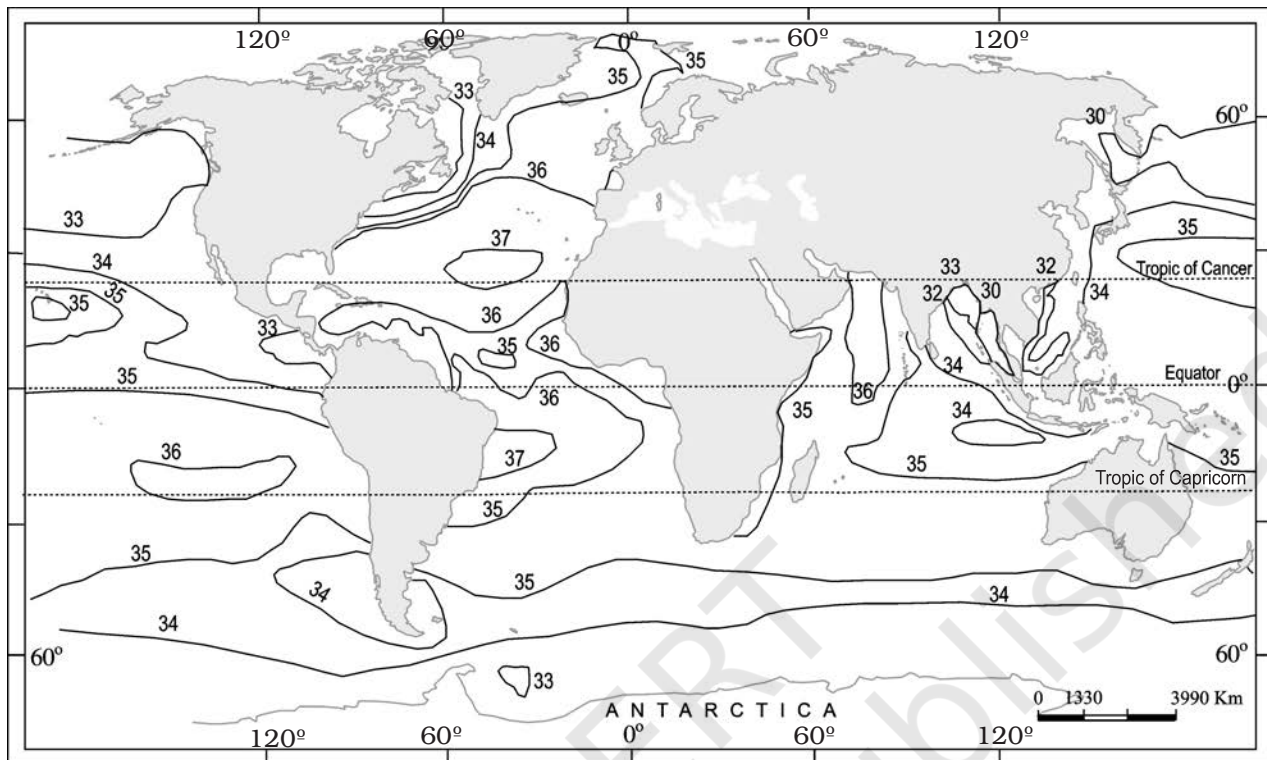 120º 60º 0º 60º 120º
35 35
33 30 60º
34
36
33 35
37
34 33 32 Tropic of Cancer
35 35 32 30 34
36
33 35 36 34
35 36 36 35 34 Equator 0º
36 37 35 35
Tropic of Capricorn
35
35 35
34 34
34
60º 33 60º
0 1330 3990 Km
ANTARCTICA
120º 60º 0º 60º 120º
ERT
ublished